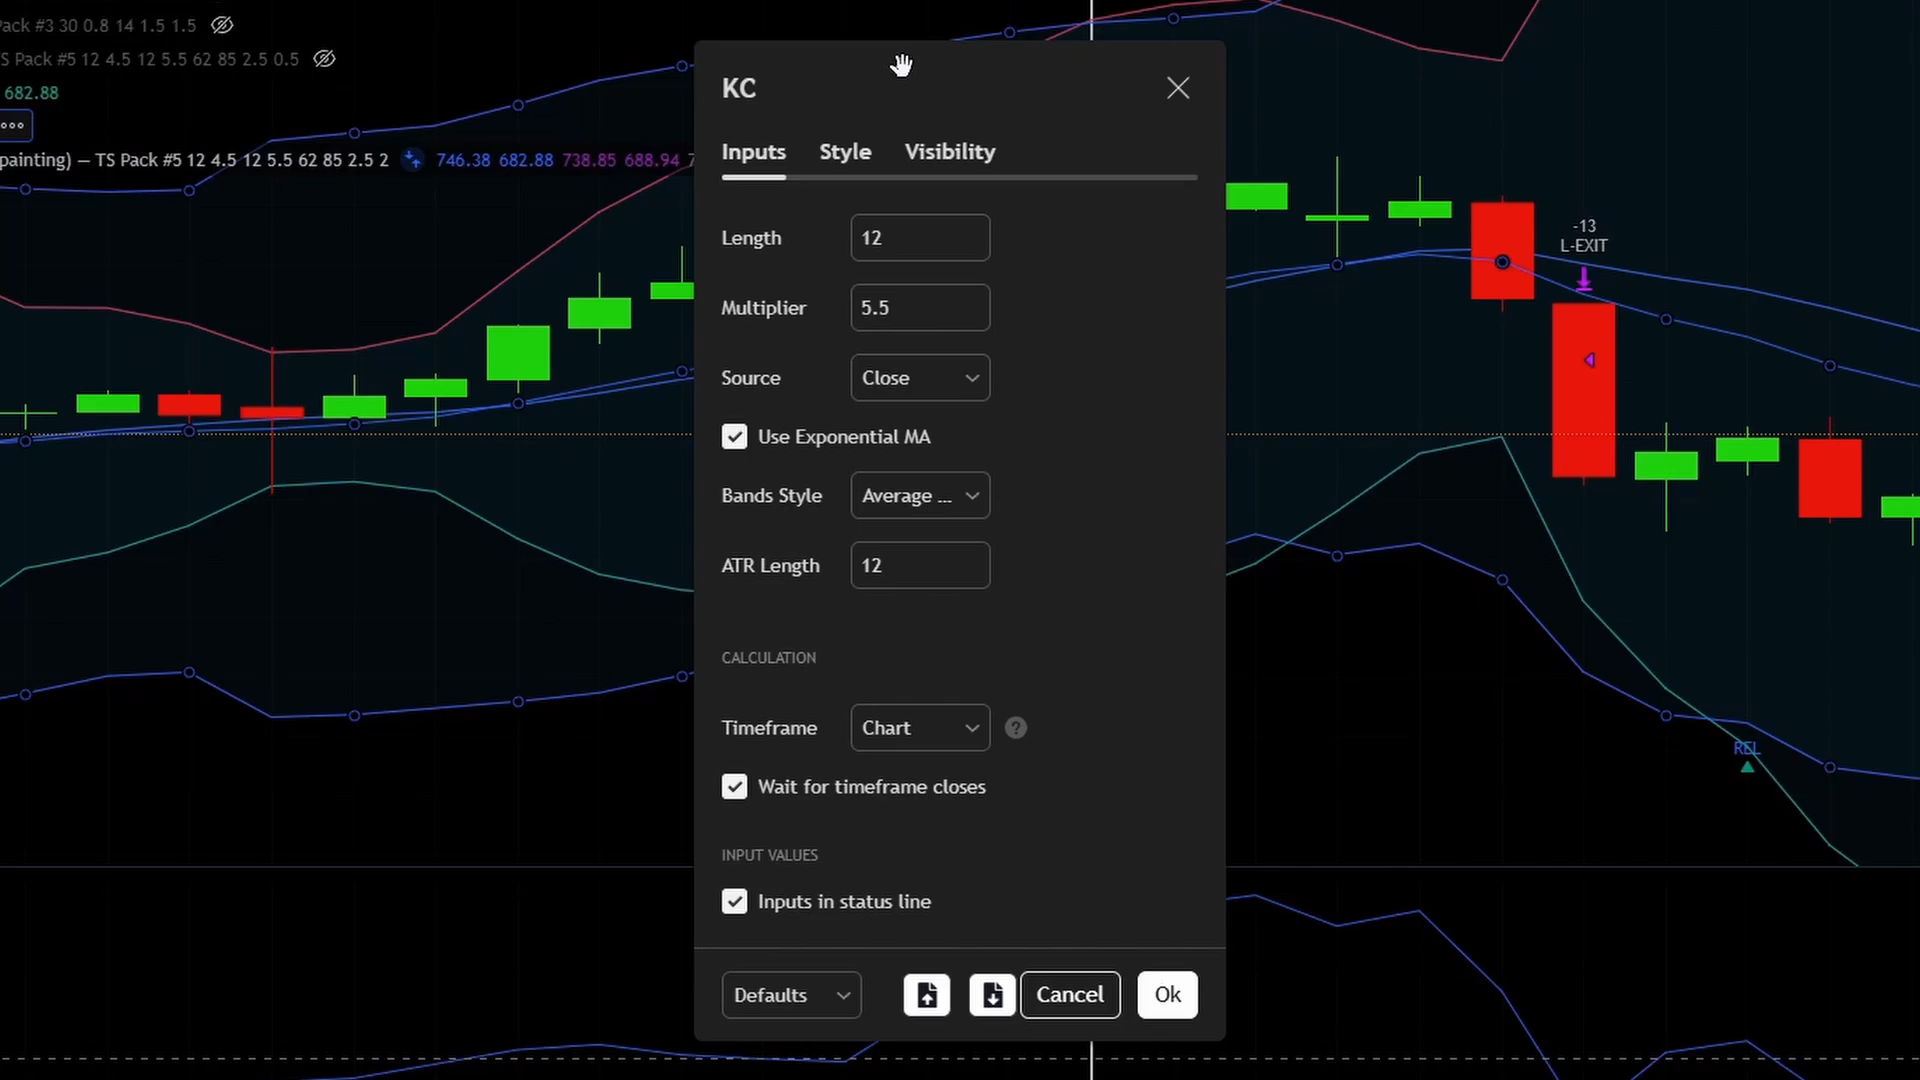 Pack #3 30 0.8 14 1.5 1.5
S Pack #5 12 4.5 12 5.5 62 85 2.5 0.5
682.88
painting) — TS Pack #5 12 4.5 12 5.5 62 85 2.5 2 746.38 682.88 738.85 688.94
KC
Inputs Style Visibility
Length 12
Multiplier 5.5
Source Close
Use Exponential MA
Bands Style Average ...
ATR Length 12
CALCULATION
Timeframe Chart ?
Wait for timeframe closes
INPUT VALUES
Inputs in status line
Defaults Cancel Ok
-13
L-EXIT
REL